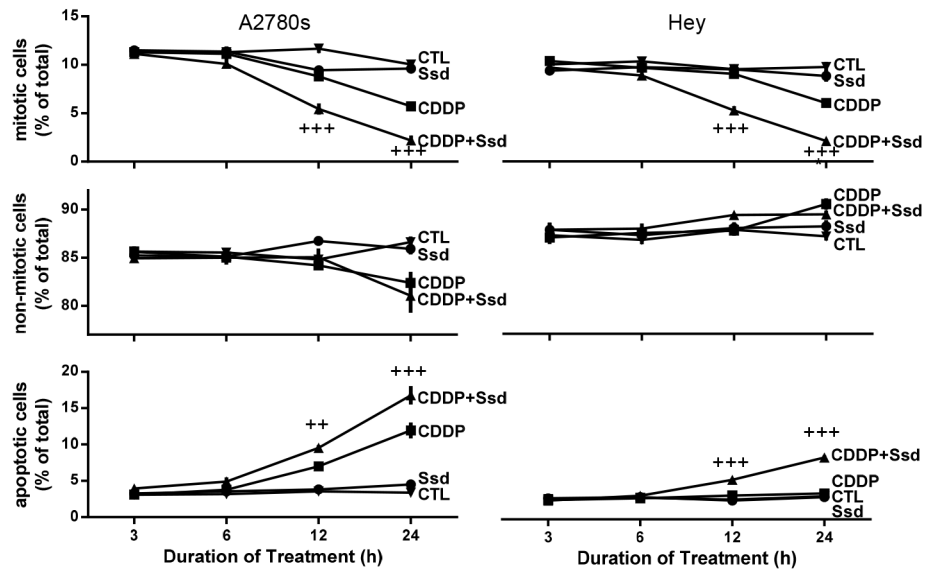 A2780s
Hey
mitotic cells
(% of total)
15
10
5
0
CTL
Ssd
CDDP
CDDP+Ssd
+++
+++
CTL
Ssd
CDDP
CDDP+Ssd
+++
+++
*
non-mitotic cells
(% of total)
90
85
80
CTL
Ssd
CDDP
CDDP+Ssd
CDDP
CDDP+Ssd
Ssd
CTL
apoptotic cells
(% of total)
20
15
10
5
0
++
+++
CDDP+Ssd
CDDP
Ssd
CTL
+++
+++
CDDP+Ssd
CDDP
CTL
Ssd
3 6 12 24
3 6 12 24
Duration of Treatment (h)
Duration of Treatment (h)